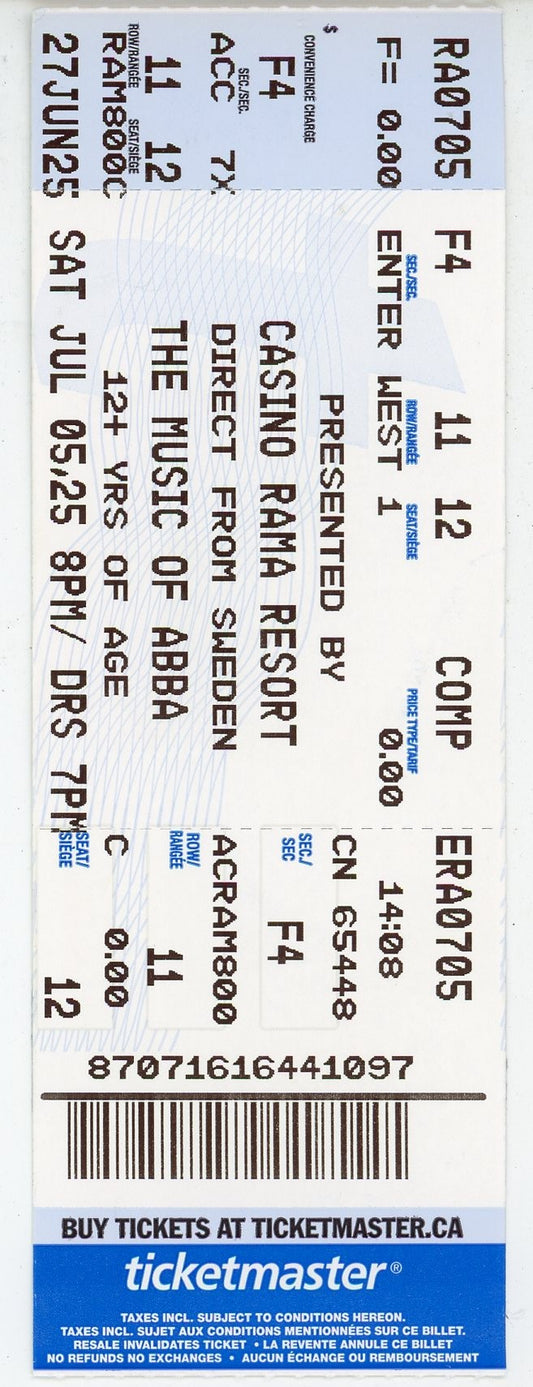 RA0705
F= 0.00
$
CONVENIENCE CHARGE
F4
SEC./SEC.
ACC 7X
ROW/RANGÉE SEAT/SIÈGE
11 12
RAM800C
27JUN25
F4 11 12 COMP
SEC./SEC. ROW/RANGÉE SEAT/SIÈGE PRICE TYPE/TARIF
ENTER WEST 1 0.00
PRESENTED BY
CASINO RAMA RESORT
DIRECT FROM SWEDEN
THE MUSIC OF ABBA
12+ YRS OF AGE
SAT JUL 05,25 8PM/ DRS 7PM
ERA0705
14:08
CN 65448
SEC./
SEC
F4
ACRAM800
ROW/
RANGÉE
11
C 0.00
SEAT/
SIÈGE
12
87071616441097
BUY TICKETS AT TICKETMASTER.CA
ticketmaster®
TAXES INCL. SUBJECT TO CONDITIONS HEREON.
TAXES INCL. SUJET AUX CONDITIONS MENTIONNÉES SUR CE BILLET.
RESALE INVALIDATES TICKET • LA REVENTE ANNULE CE BILLET
NO REFUNDS NO EXCHANGES • AUCUN ÉCHANGE OU REMBOURSEMENT